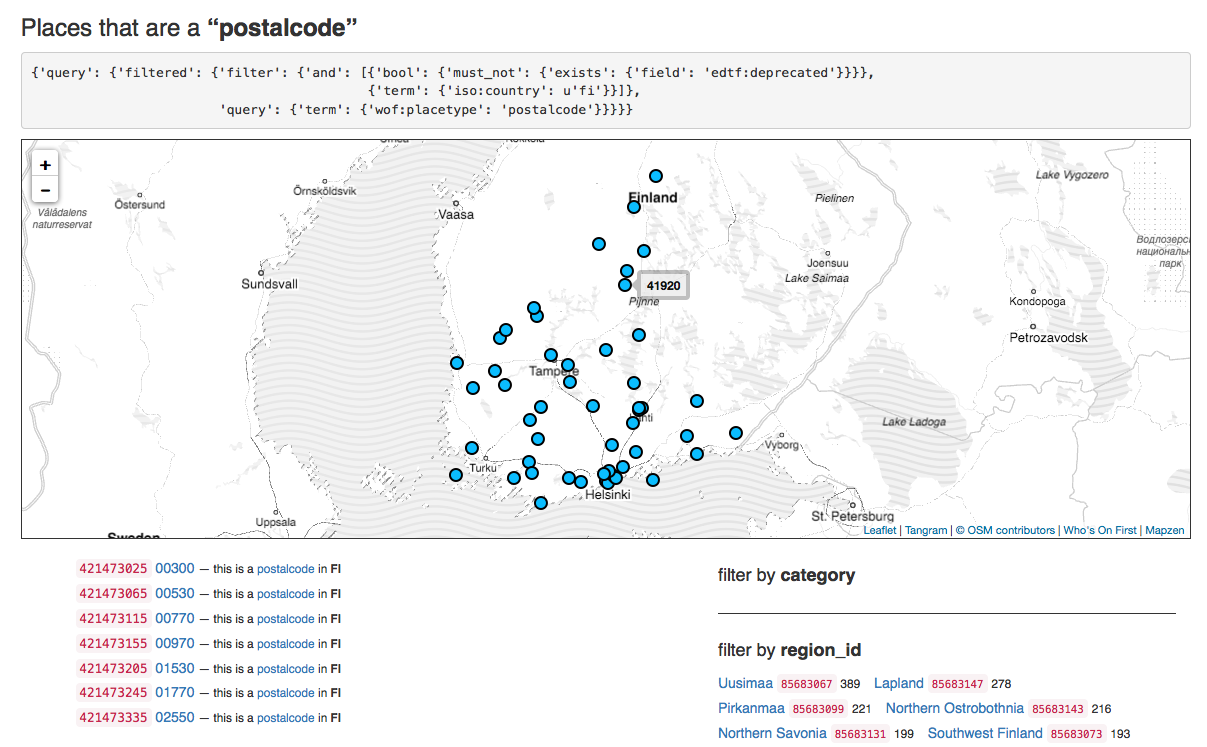 Places that are a “postalcode”
{'query': {'filtered': {'filter': {'and': [{'bool': {'must_not': {'exists': {'field': 'edtf:deprecated'}}}},
{'term': {'iso:country': u'fi'}}]},
'query': {'term': {'wof:placetype': 'postalcode'}}}}}
+
−
Örnsköldsvik
Östersund
Vålådalens
naturreservat
Vaasa
Finland
Pielinen
Lake Vygozero
Водлозерс
национальн
парк
Joensuu
Lake Saimaa
Sundsvall
41920
Pijnne
Kondopoga
Petrozavodsk
Tampere
Lake Ladoga
Vyborg
Turku
Helsinki
Uppsala
St. Petersburg
Sweden
Leaflet | Tangram | © OSM contributors | Who's On First | Mapzen
421473025 00300 — this is a postalcode in FI
421473065 00530 — this is a postalcode in FI
421473115 00770 — this is a postalcode in FI
421473155 00970 — this is a postalcode in FI
421473205 01530 — this is a postalcode in FI
421473245 01770 — this is a postalcode in FI
421473335 02550 — this is a postalcode in FI
filter by category
filter by region_id
Uusimaa 85683067 389 Lapland 85683147 278
Pirkanmaa 85683099 221 Northern Ostrobothnia 85683143 216
Northern Savonia 85683131 199 Southwest Finland 85683073 193